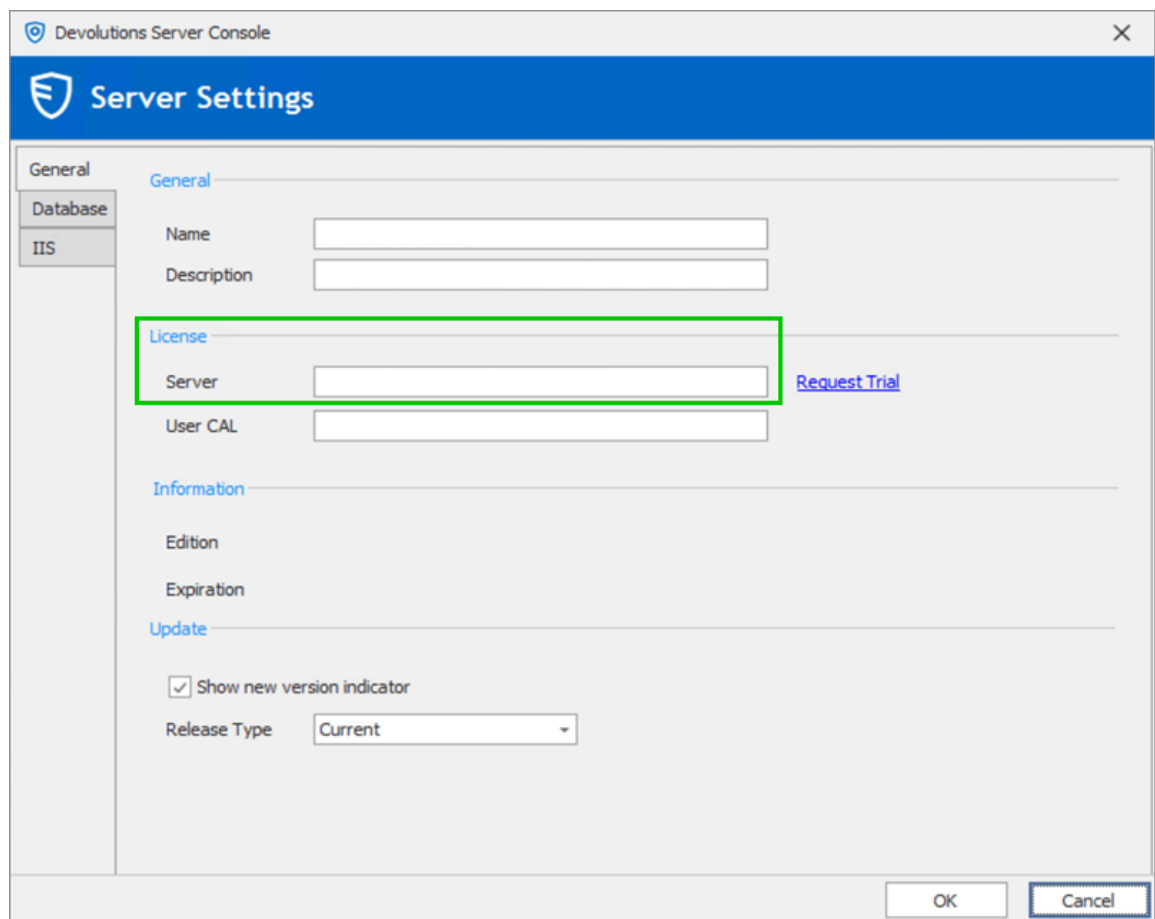 Devolutions Server Console
Server Settings
General
Database
IIS
General
Name
Description
License
Server
Request Trial
User CAL
Information
Edition
Expiration
Update
Show new version indicator
Release Type
Current
OK
Cancel